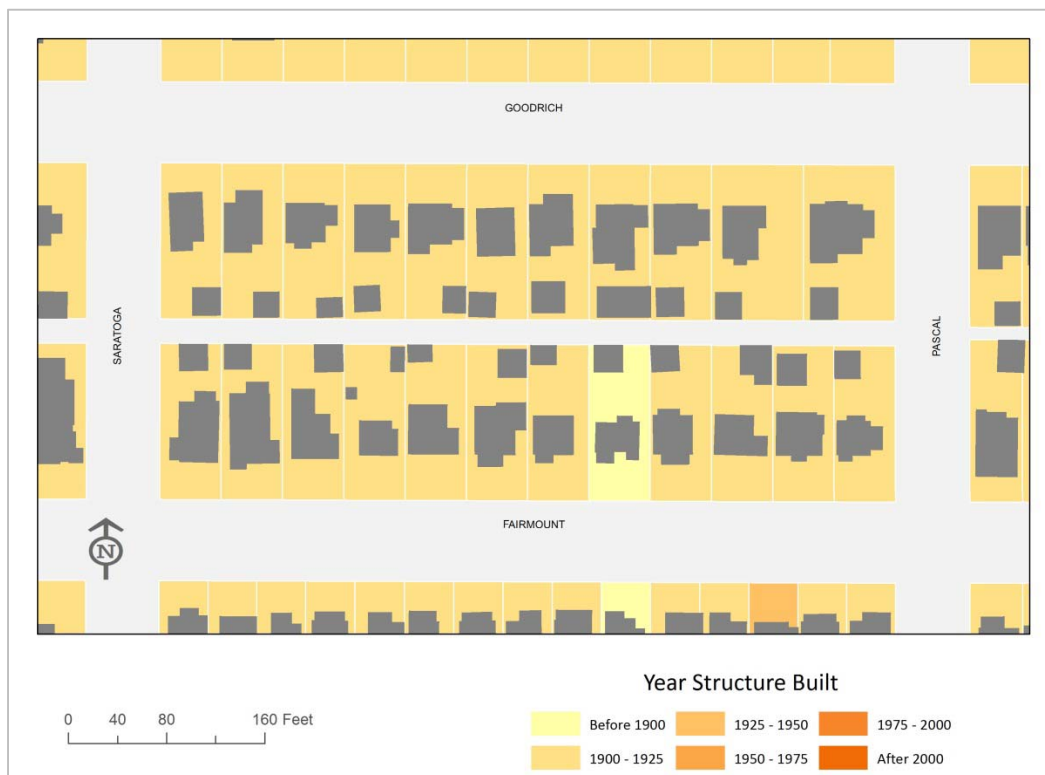 GOODRICH
SARATOGA
PASCAL
FAIRMOUNT
N
Year Structure Built
0 40 80 160 Feet
Before 1900 1925 - 1950 1975 - 2000
1900 - 1925 1950 - 1975 After 2000